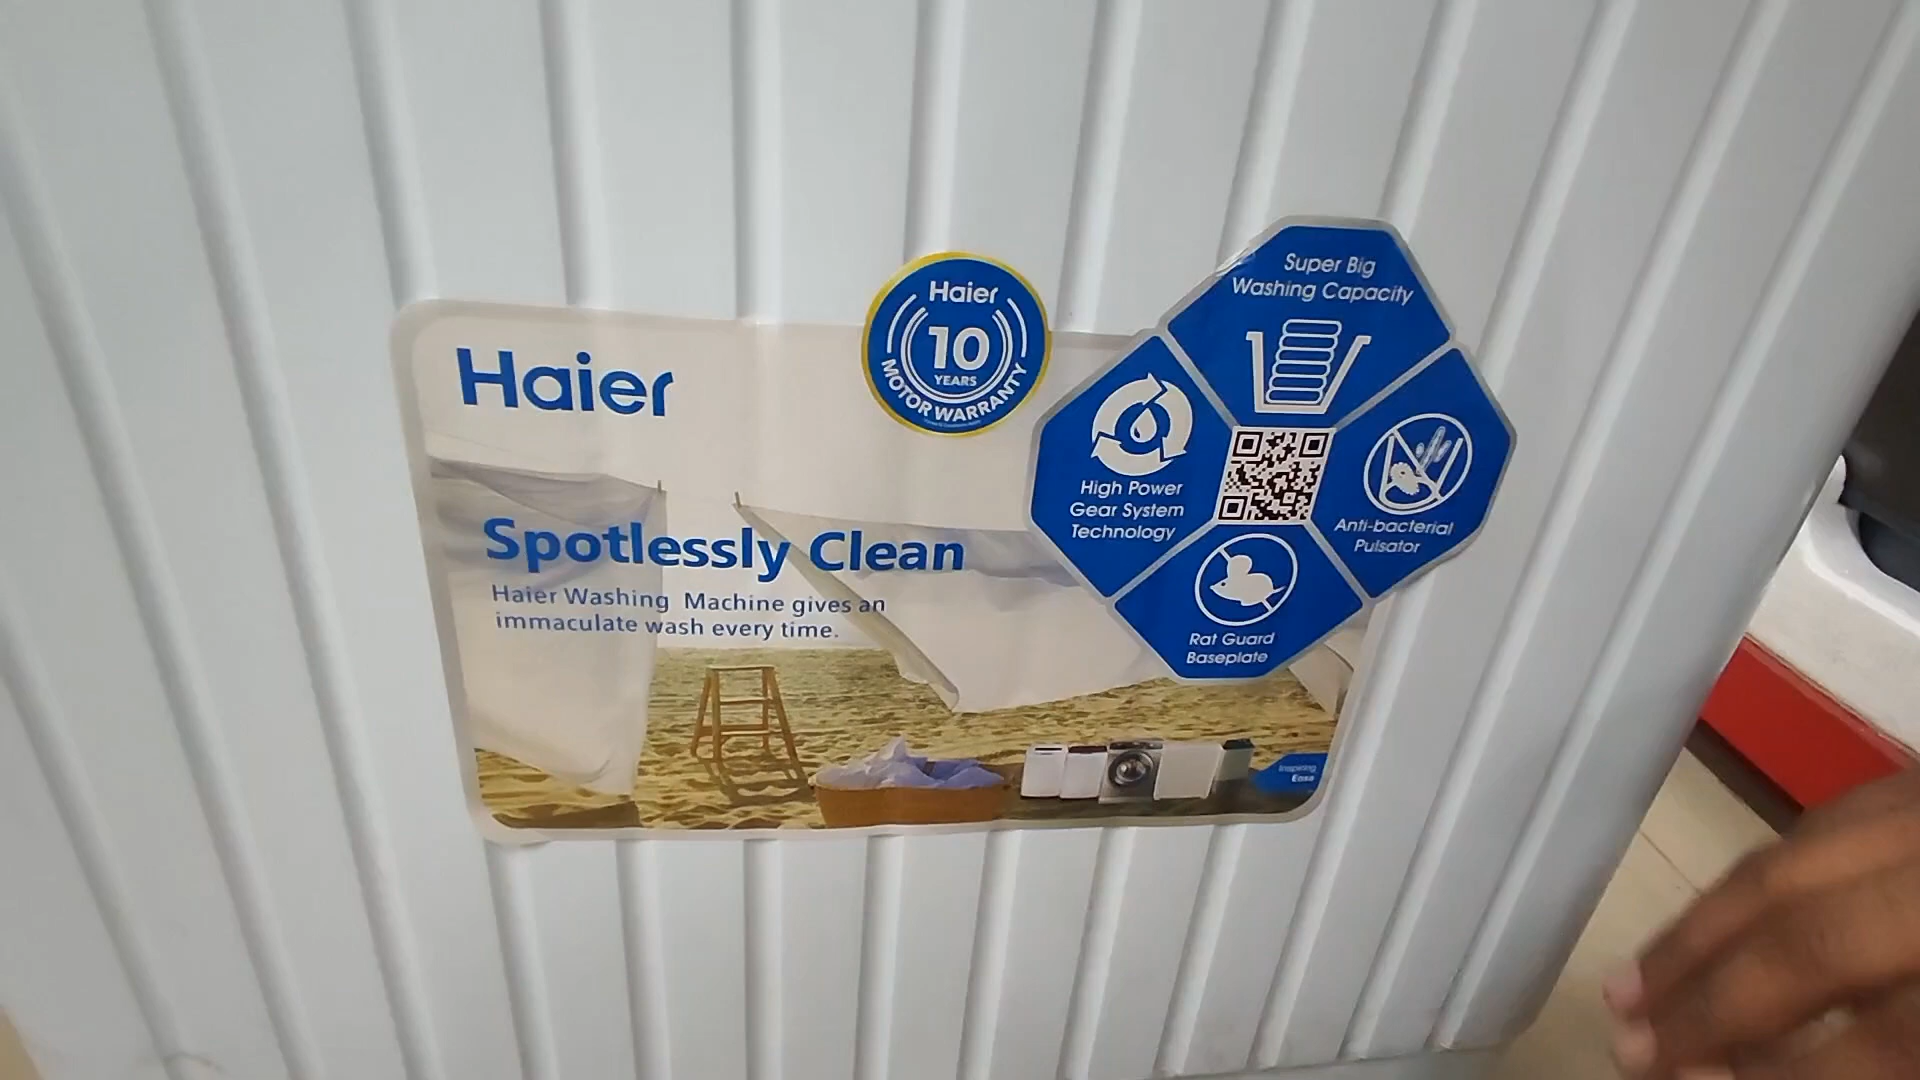 Haier
Haier
10
YEARS
MOTOR WARRANTY
Super Big
Washing Capacity
High Power
Gear System
Technology
Anti-bacterial
Pulsator
Rat Guard
Baseplate
Spotlessly Clean
Haier Washing Machine gives an
immaculate wash every time.
Inspiring
Ease